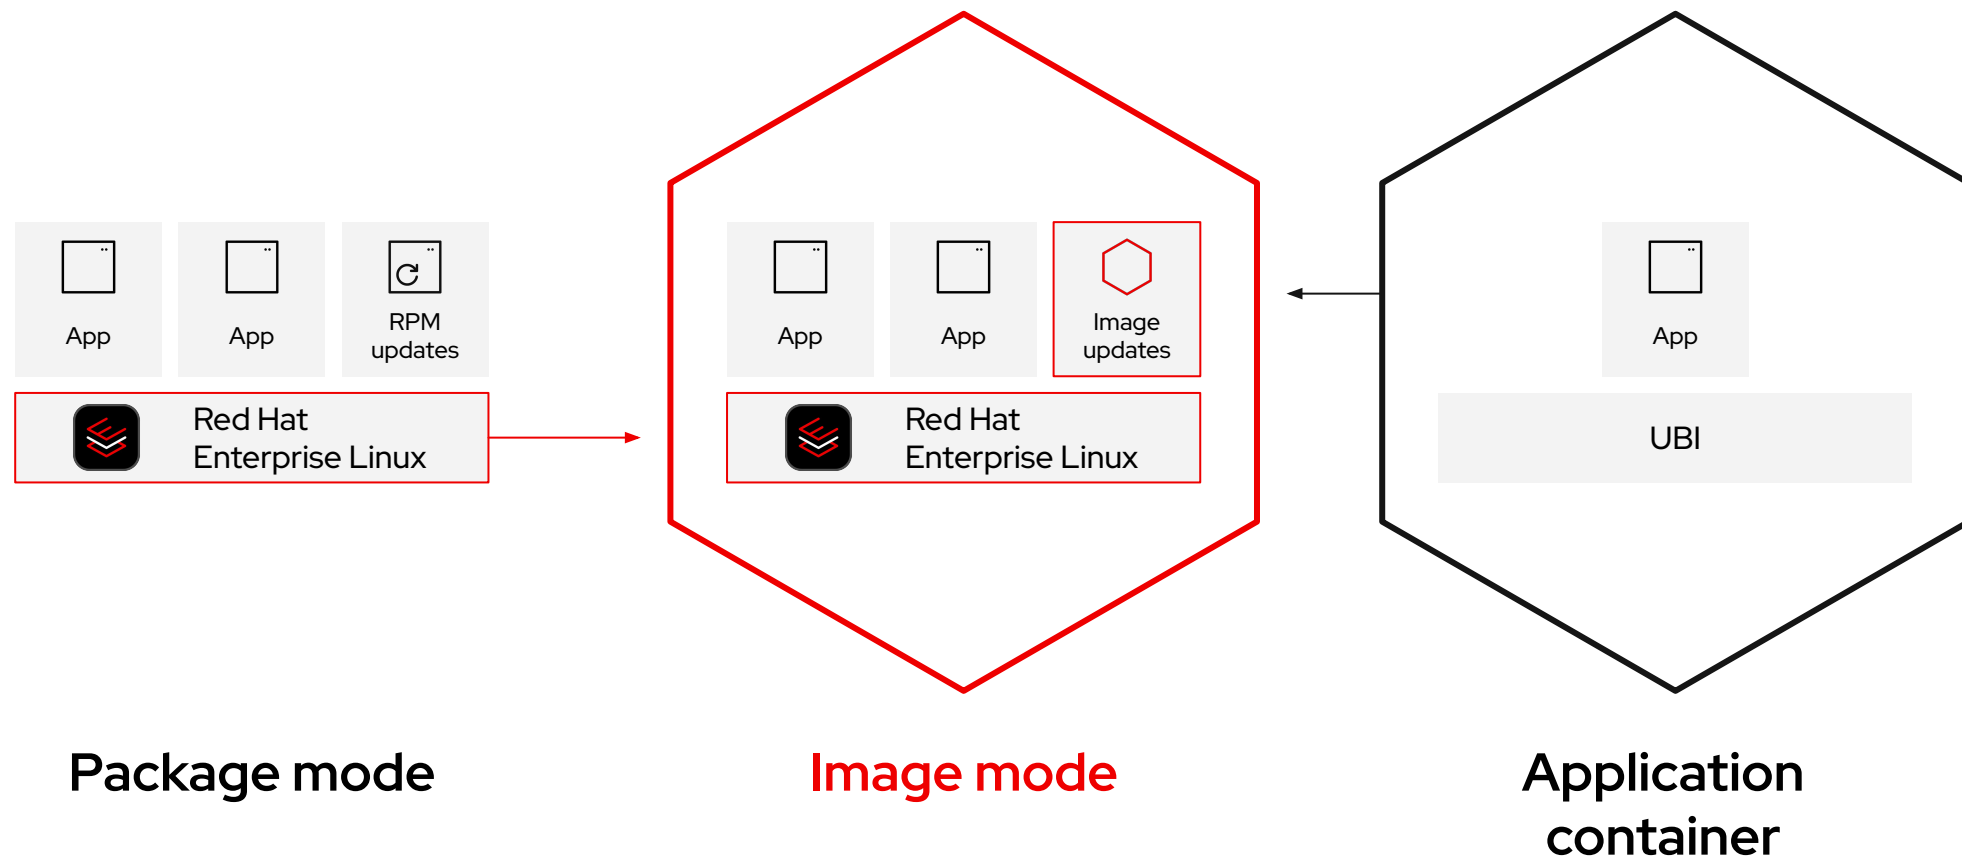 App
App
RPM
updates
Red Hat
Enterprise Linux
Package mode
App
App
Image
updates
Red Hat
Enterprise Linux
Image mode
App
UBI
Application
container